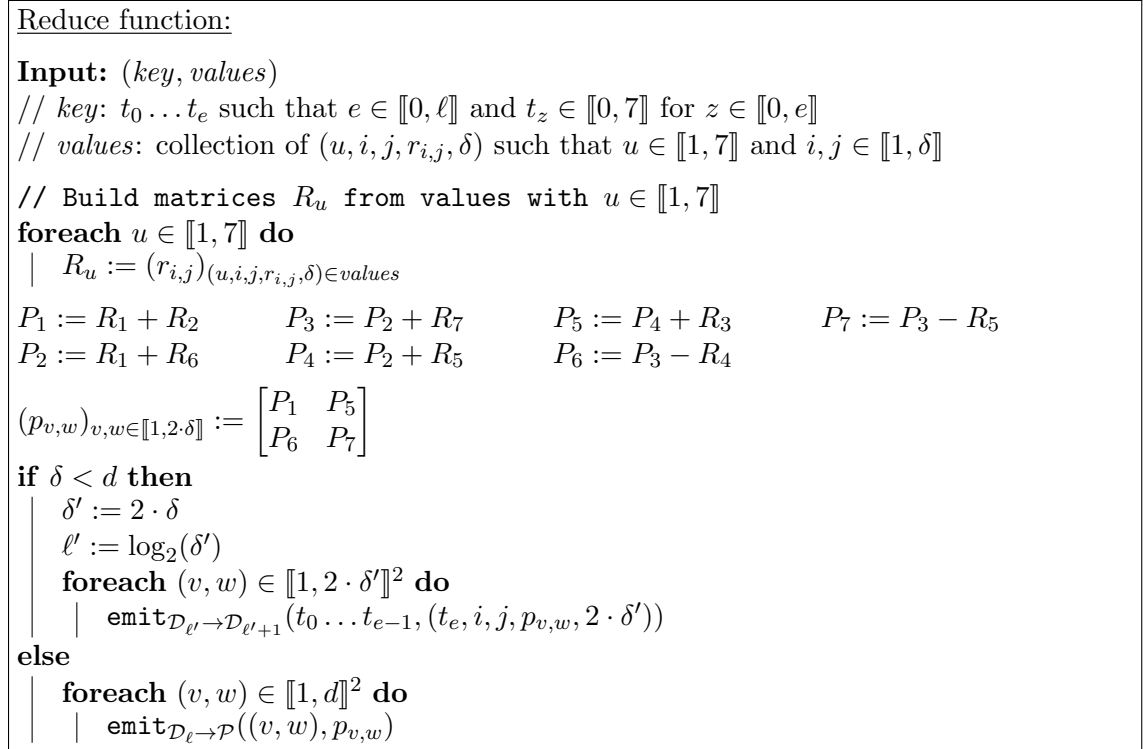 Reduce function:
Input: (key, values)
// key: t₀ … tₑ such that e ∈ ⟦0, ℓ⟧ and t_z ∈ ⟦0, 7⟧ for z ∈ ⟦0, e⟧
// values: collection of (u, i, j, r_{i,j}, δ) such that u ∈ ⟦1, 7⟧ and i, j ∈ ⟦1, δ⟧
// Build matrices R_u from values with u ∈ ⟦1, 7⟧
foreach u ∈ ⟦1, 7⟧ do
R_u := (r_{i,j})_{(u,i,j,r_{i,j},δ)∈values}
P₁ := R₁ + R₂ P₃ := P₂ + R₇ P₅ := P₄ + R₃ P₇ := P₃ − R₅
P₂ := R₁ + R₆ P₄ := P₂ + R₅ P₆ := P₃ − R₄
(p_{v,w})_{v,w∈⟦1,2·δ⟧} := [P₁ P₅
P₆ P₇]
if δ < d then
δ′ := 2 · δ
ℓ′ := log₂(δ′)
foreach (v, w) ∈ ⟦1, 2 · δ′⟧² do
emit_{𝒟_{ℓ′}→𝒟_{ℓ′+1}}(t₀ … t_{e−1}, (tₑ, i, j, p_{v,w}, 2 · δ′))
else
foreach (v, w) ∈ ⟦1, d⟧² do
emit_{𝒟_ℓ→𝒫}((v, w), p_{v,w})